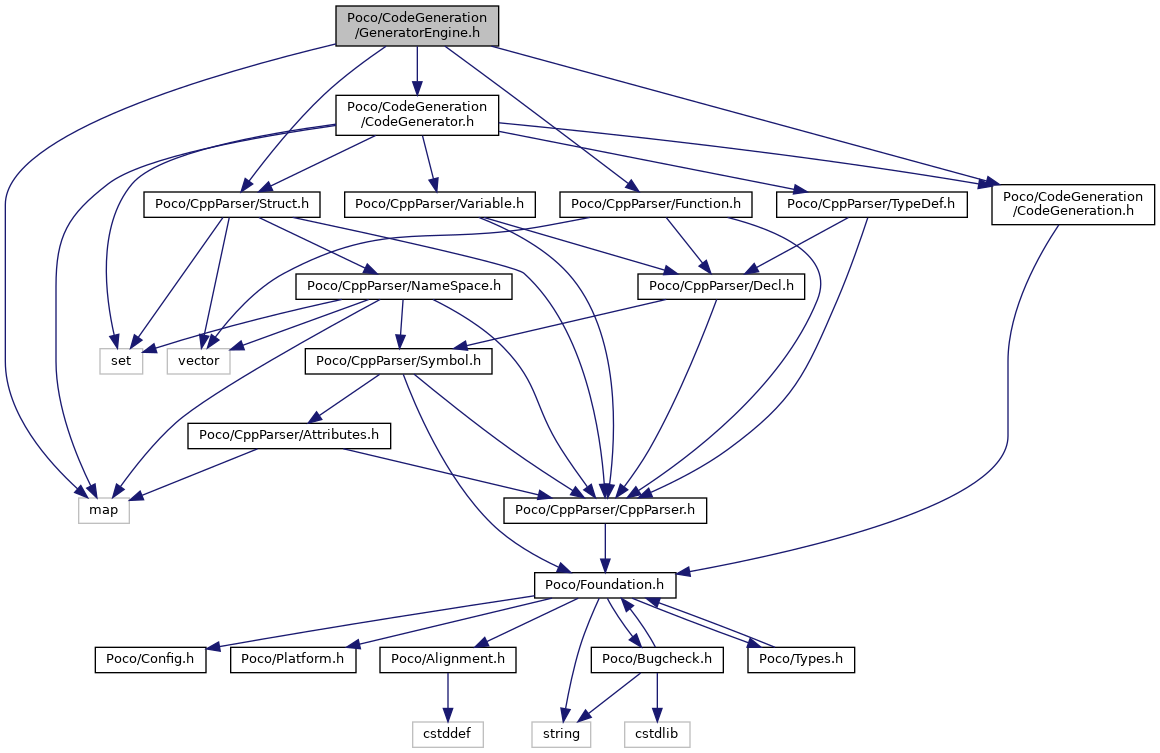 Poco/CodeGeneration
/GeneratorEngine.h
Poco/CodeGeneration
/CodeGenerator.h
Poco/CppParser/Struct.h
Poco/CppParser/Variable.h
Poco/CppParser/Function.h
Poco/CppParser/TypeDef.h
Poco/CodeGeneration
/CodeGeneration.h
Poco/CppParser/NameSpace.h
Poco/CppParser/Decl.h
set
vector
Poco/CppParser/Symbol.h
Poco/CppParser/Attributes.h
map
Poco/CppParser/CppParser.h
Poco/Foundation.h
Poco/Config.h
Poco/Platform.h
Poco/Alignment.h
Poco/Bugcheck.h
Poco/Types.h
cstddef
string
cstdlib